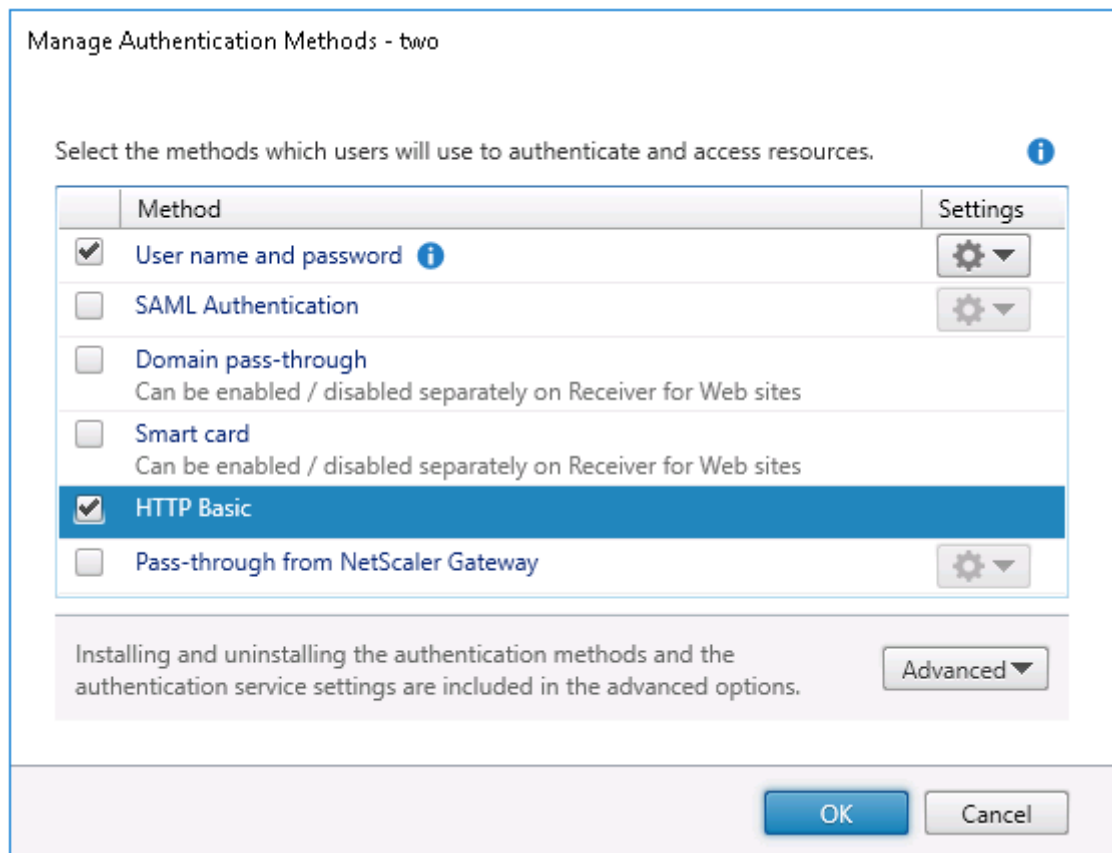 Manage Authentication Methods - two
Select the methods which users will use to authenticate and access resources.
Method Settings
User name and password
SAML Authentication
Domain pass-through
Can be enabled / disabled separately on Receiver for Web sites
Smart card
Can be enabled / disabled separately on Receiver for Web sites
HTTP Basic
Pass-through from NetScaler Gateway
Installing and uninstalling the authentication methods and the
authentication service settings are included in the advanced options.
Advanced
OK Cancel